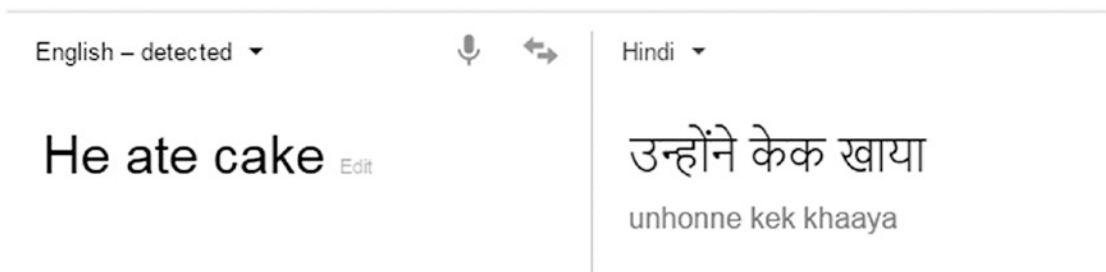 English – detected
Hindi
He ate cake Edit
उन्होंने केक खाया
unhonne kek khaaya